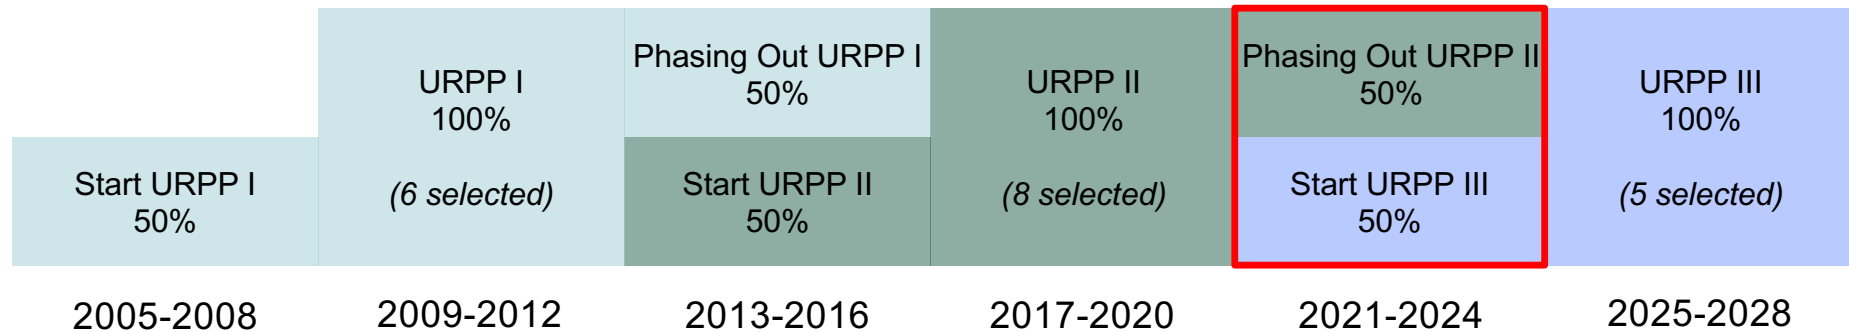 Start URPP I
50%
URPP I
100%
(6 selected)
Phasing Out URPP I
50%
Start URPP II
50%
URPP II
100%
(8 selected)
Phasing Out URPP II
50%
Start URPP III
50%
URPP III
100%
(5 selected)
2005-2008
2009-2012
2013-2016
2017-2020
2021-2024
2025-2028